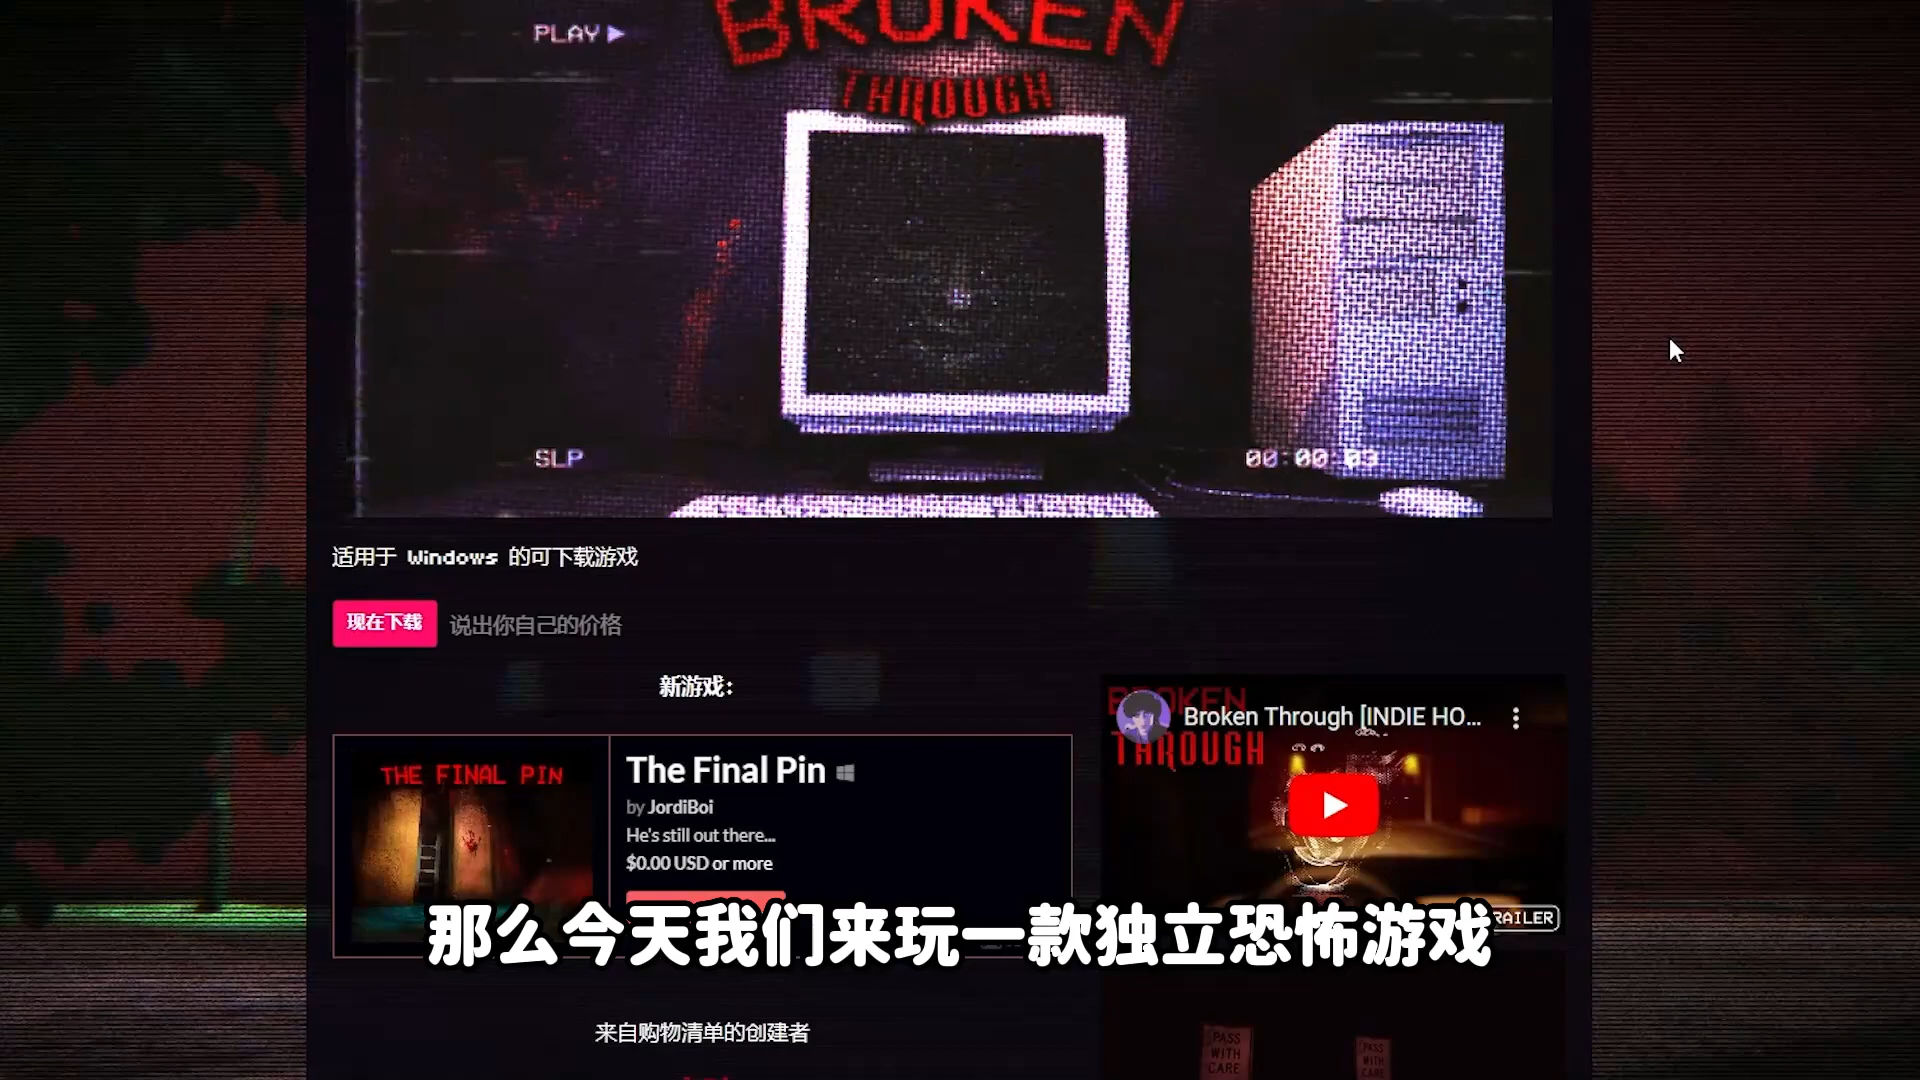 BROKEN
THROUGH
PLAY
SLP
00:00:03
适用于 Windows 的可下载游戏
现在下载 说出你自己的价格
新游戏:
THE FINAL PIN
The Final Pin
by JordiBoi
He's still out there...
$0.00 USD or more
BROKEN
THROUGH
Broken Through [INDIE HO...
RAILER
那么今天我们来玩一款独立恐怖游戏
来自购物清单的创建者
PASS
WITH
CARE
PASS
WITH
CARE